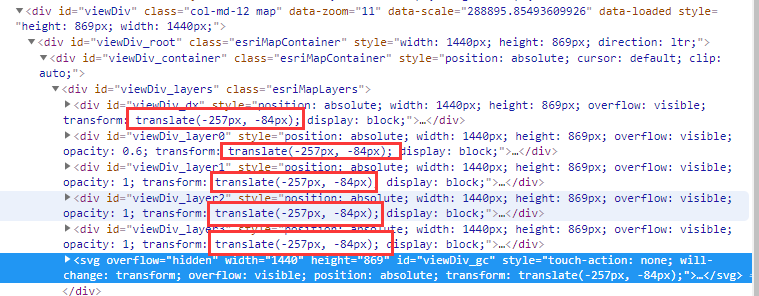 <div id="viewDiv" class="col-md-12 map" data-zoom="11" data-scale="288895.85493609926" data-loaded style=
"height: 869px; width: 1440px;">
▼<div id="viewDiv_root" class="esriMapContainer" style="width: 1440px; height: 869px; direction: ltr;">
▼<div id="viewDiv_container" class="esriMapContainer" style="position: absolute; cursor: default; clip:
auto;">
▼<div id="viewDiv_layers" class="esriMapLayers">
▶<div id="viewDiv_dx" style="position: absolute; width: 1440px; height: 869px; overflow: visible;
transform: translate(-257px, -84px); display: block;">…</div>
▶<div id="viewDiv_layer0" style="position: absolute; width: 1440px; height: 869px; overflow: visible;
opacity: 0.6; transform: translate(-257px, -84px); display: block;">…</div>
▶<div id="viewDiv_layer1" style="position: absolute; width: 1440px; height: 869px; overflow: visible;
opacity: 1; transform: translate(-257px, -84px) display: block;">…</div>
▶<div id="viewDiv_layer2" style="position: absolute; width: 1440px; height: 869px; overflow: visible;
opacity: 1; transform: translate(-257px, -84px); display: block;">…</div>
▶<div style="position: absolute; width: 1440px; height: 869px; overflow: visible;
opacity: 1; transform: translate(-257px, -84px); display: block;">…</div>
▶<svg overflow="hidden" width="1440" height="869" id="viewDiv_gc" style="touch-action: none; will-
change: transform; overflow: visible; position: absolute; transform: translate(-257px, -84px);">…</svg>
</div>